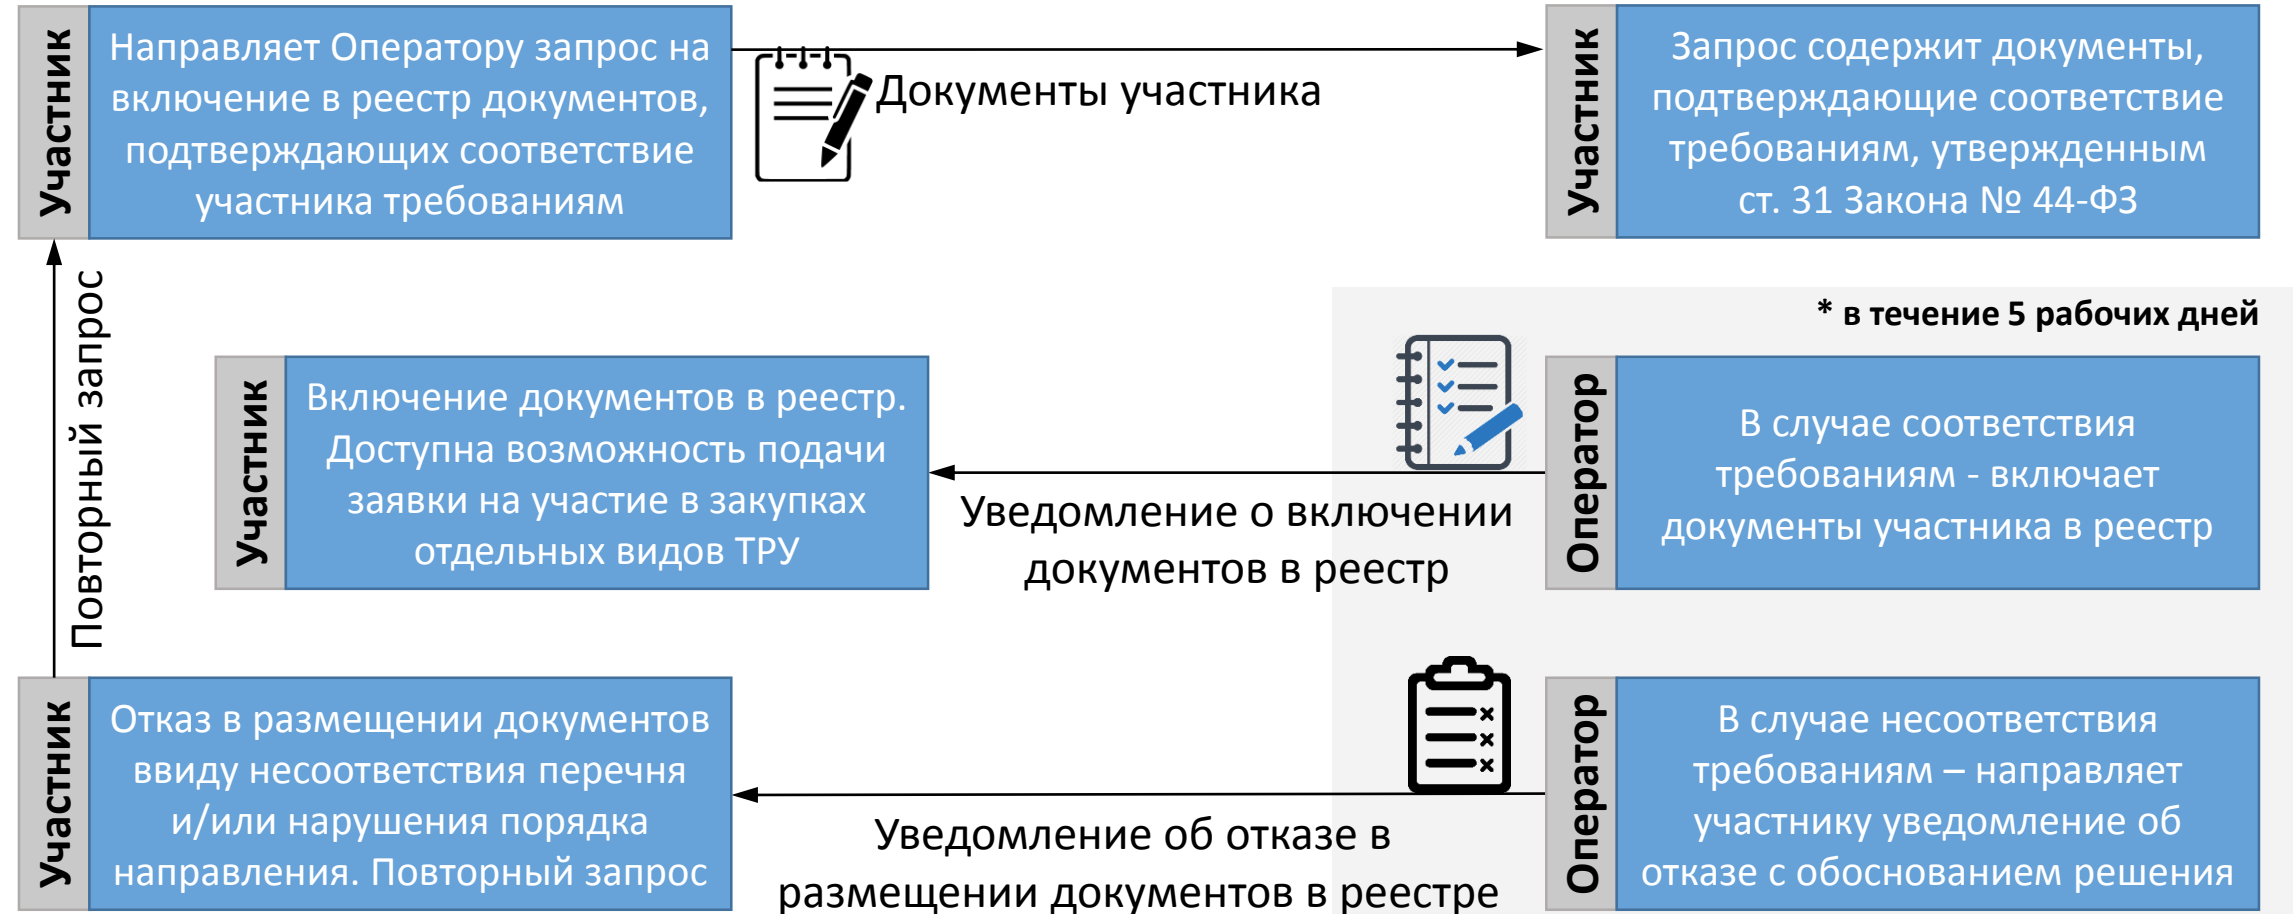 Участник
Направляет Оператору запрос на
включение в реестр документов,
подтверждающих соответствие
участника требованиям
Документы участника
Участник
Запрос содержит документы,
подтверждающие соответствие
требованиям, утвержденным
ст. 31 Закона № 44-ФЗ
Повторный запрос
* в течение 5 рабочих дней
Участник
Включение документов в реестр.
Доступна возможность подачи
заявки на участие в закупках
отдельных видов ТРУ
Уведомление о включении
документов в реестр
Оператор
В случае соответствия
требованиям - включает
документы участника в реестр
Участник
Отказ в размещении документов
ввиду несоответствия перечня
и/или нарушения порядка
направления. Повторный запрос
Уведомление об отказе в
размещении документов в реестре
Оператор
В случае несоответствия
требованиям – направляет
участнику уведомление об
отказе с обоснованием решения